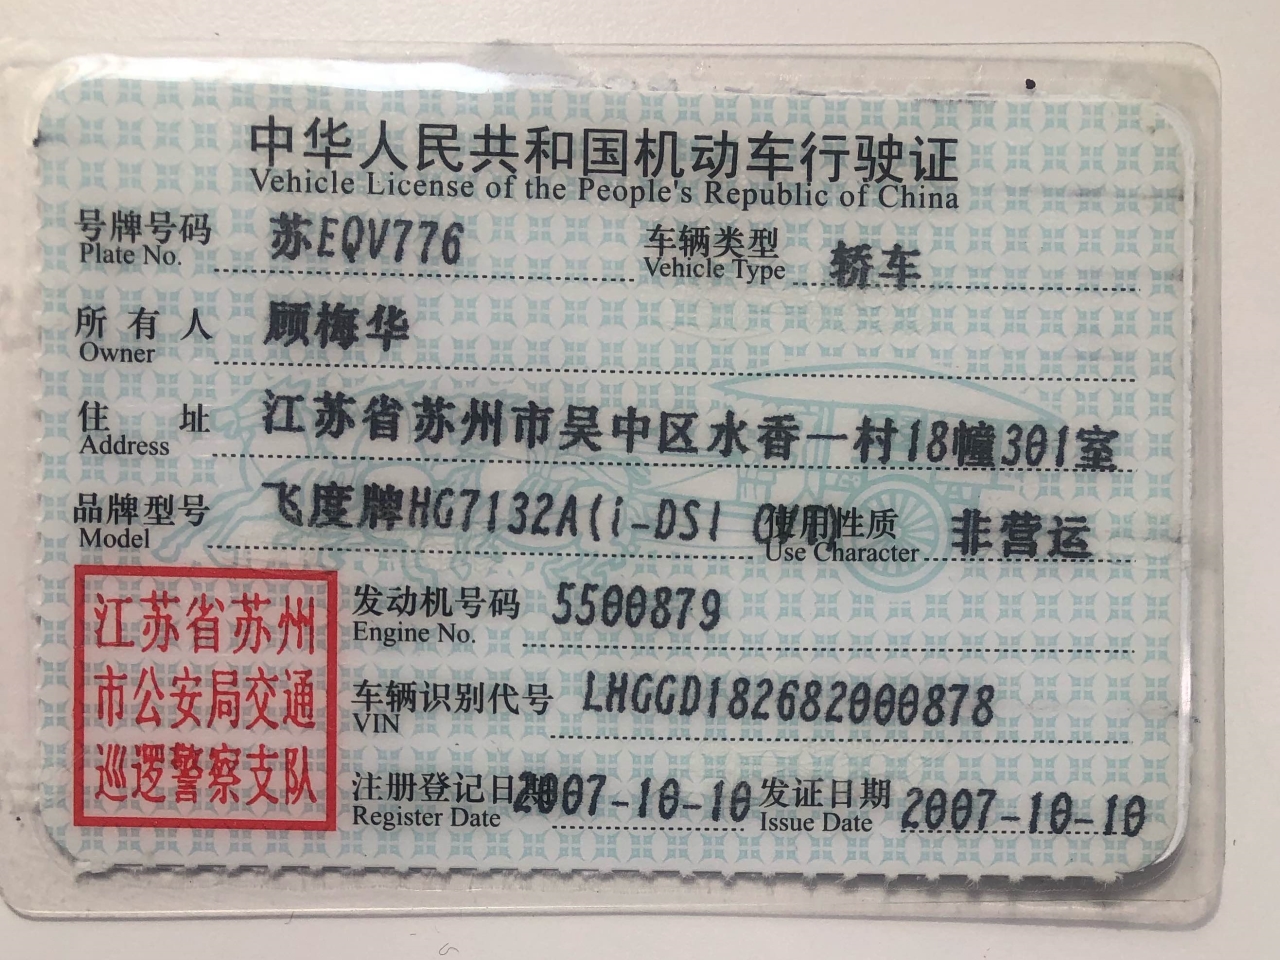 中华人民共和国机动车行驶证
Vehicle License of the People's Republic of China
号牌号码 苏EQV776 车辆类型 轿车
Plate No. Vehicle Type
所有人 顾梅华
Owner
住址 江苏省苏州市吴中区水香一村18幢301室
Address
品牌型号 飞度牌HG7132A(i-DSI CVT) 使用性质 非营运
Model Use Character
发动机号码 5500879
Engine No.
车辆识别代号 LHGGD182682000878
VIN
注册登记日期 2007-10-10 发证日期 2007-10-10
Register Date Issue Date
江苏省苏州
市公安局交通
巡逻警察支队